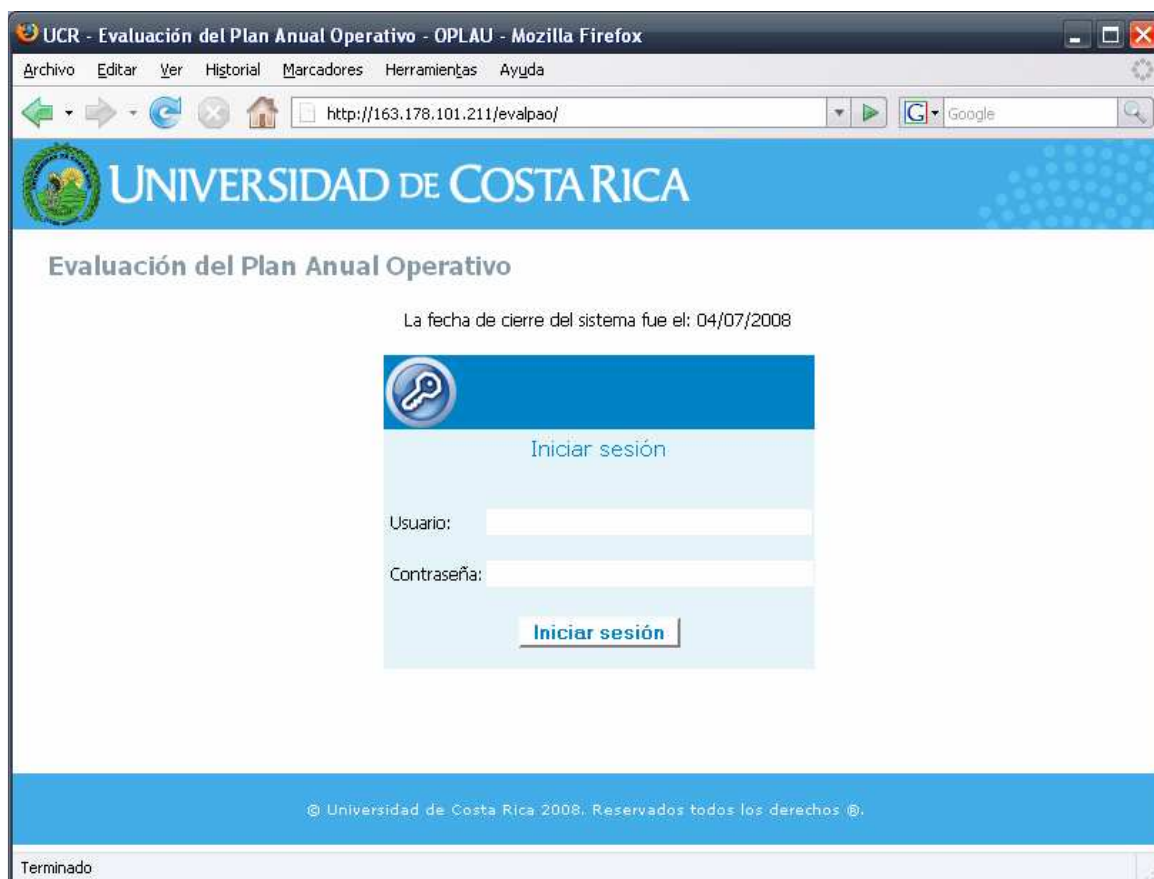 UCR - Evaluación del Plan Anual Operativo - OPLAU - Mozilla Firefox
Archivo Editar Ver Historial Marcadores Herramientas Ayuda
http://163.178.101.211/evalpao/ G Google
UNIVERSIDAD DE COSTA RICA
Evaluación del Plan Anual Operativo
La fecha de cierre del sistema fue el: 04/07/2008
Iniciar sesión
Usuario:
Contraseña:
Iniciar sesión
© Universidad de Costa Rica 2008. Reservados todos los derechos ®.
Terminado